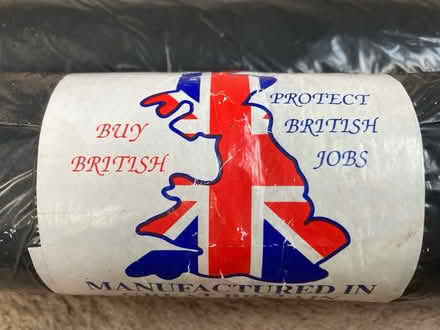 BUY
BRITISH
PROTECT
BRITISH
JOBS
MANUFACTURED IN